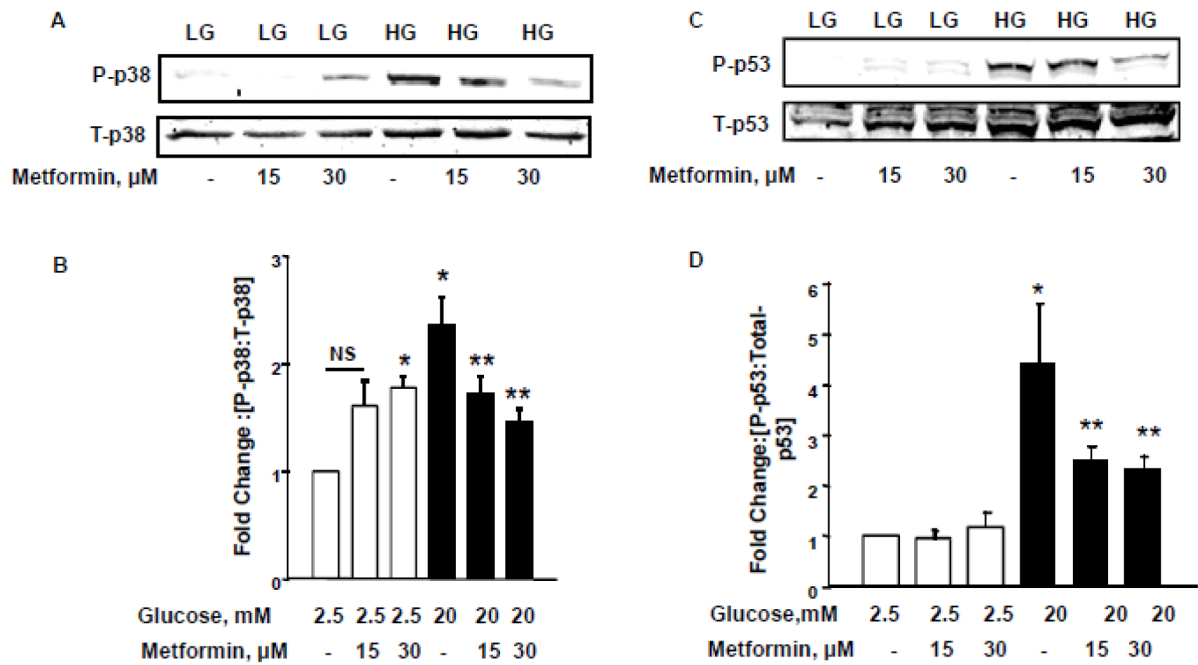 A
LG LG LG HG HG HG
P-p38
T-p38
Metformin, µM - 15 30 - 15 30
C
LG LG LG HG HG HG
P-p53
T-p53
Metformin, µM - 15 30 - 15 30
B
Fold Change :[P-p38:T-p38]
3
2
1
0
NS * * ** **
Glucose, mM 2.5 2.5 2.5 20 20 20
Metformin, µM - 15 30 - 15 30
D
Fold Change:[P-p53:Total-
p53]
6
5
4
3
2
1
0
* ** **
Glucose,mM 2.5 2.5 2.5 20 20 20
Metformin, µM - 15 30 - 15 30